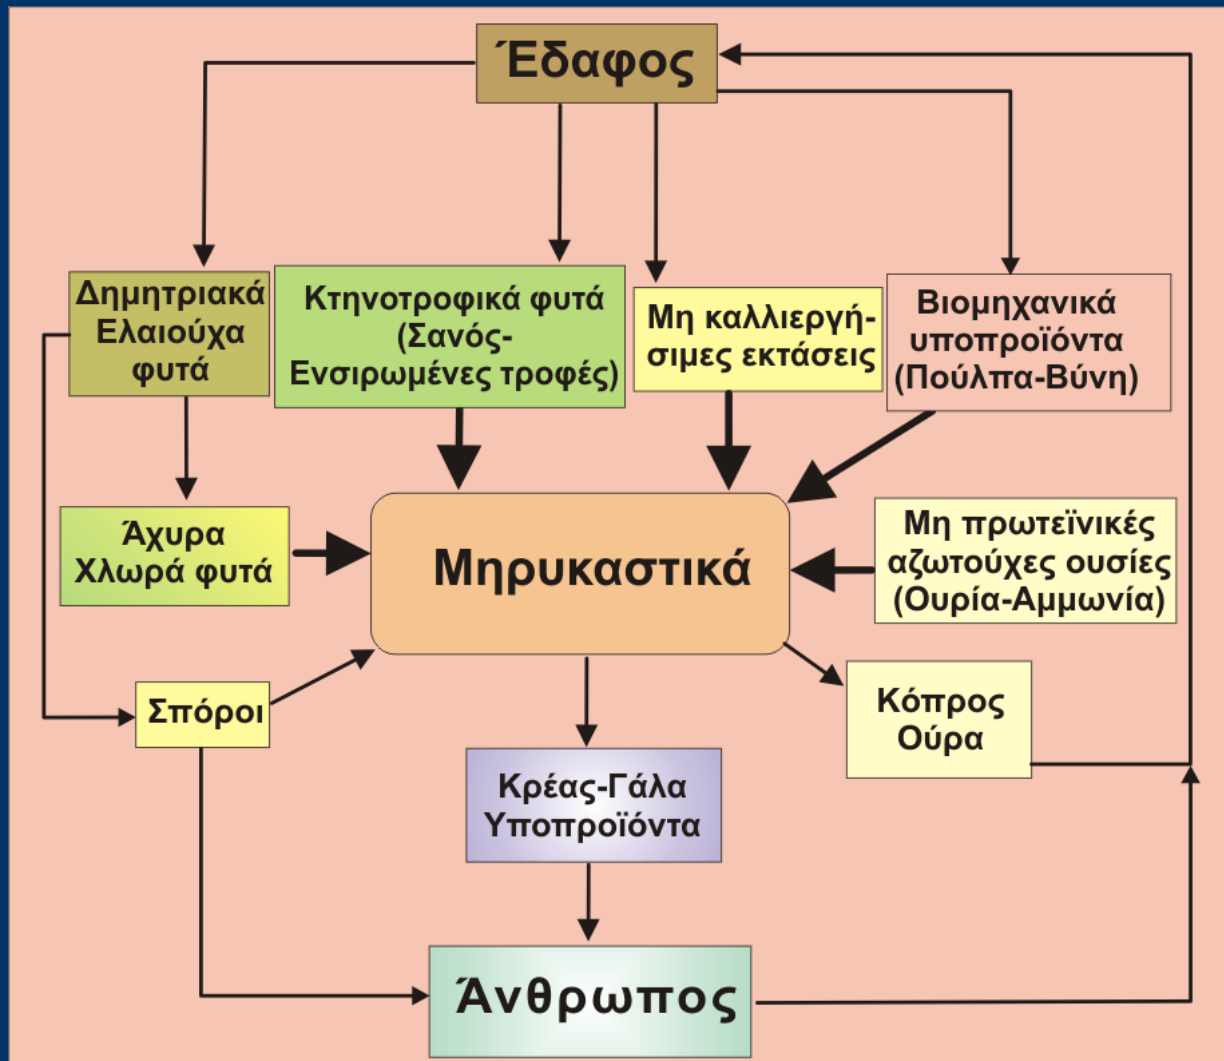 Έδαφος
Δημητριακά
Ελαιούχα
φυτά
Κτηνοτροφικά φυτά
(Σανός-
Ενσιρωμένες τροφές)
Μη καλλιεργή-
σιμες εκτάσεις
Βιομηχανικά
υποπροϊόντα
(Πούλπα-Βύνη)
Άχυρα
Χλωρά φυτά
Μηρυκαστικά
Μη πρωτεϊνικές
αζωτούχες ουσίες
(Ουρία-Αμμωνία)
Σπόροι
Κόπρος
Ούρα
Κρέας-Γάλα
Υποπροϊόντα
Άνθρωπος